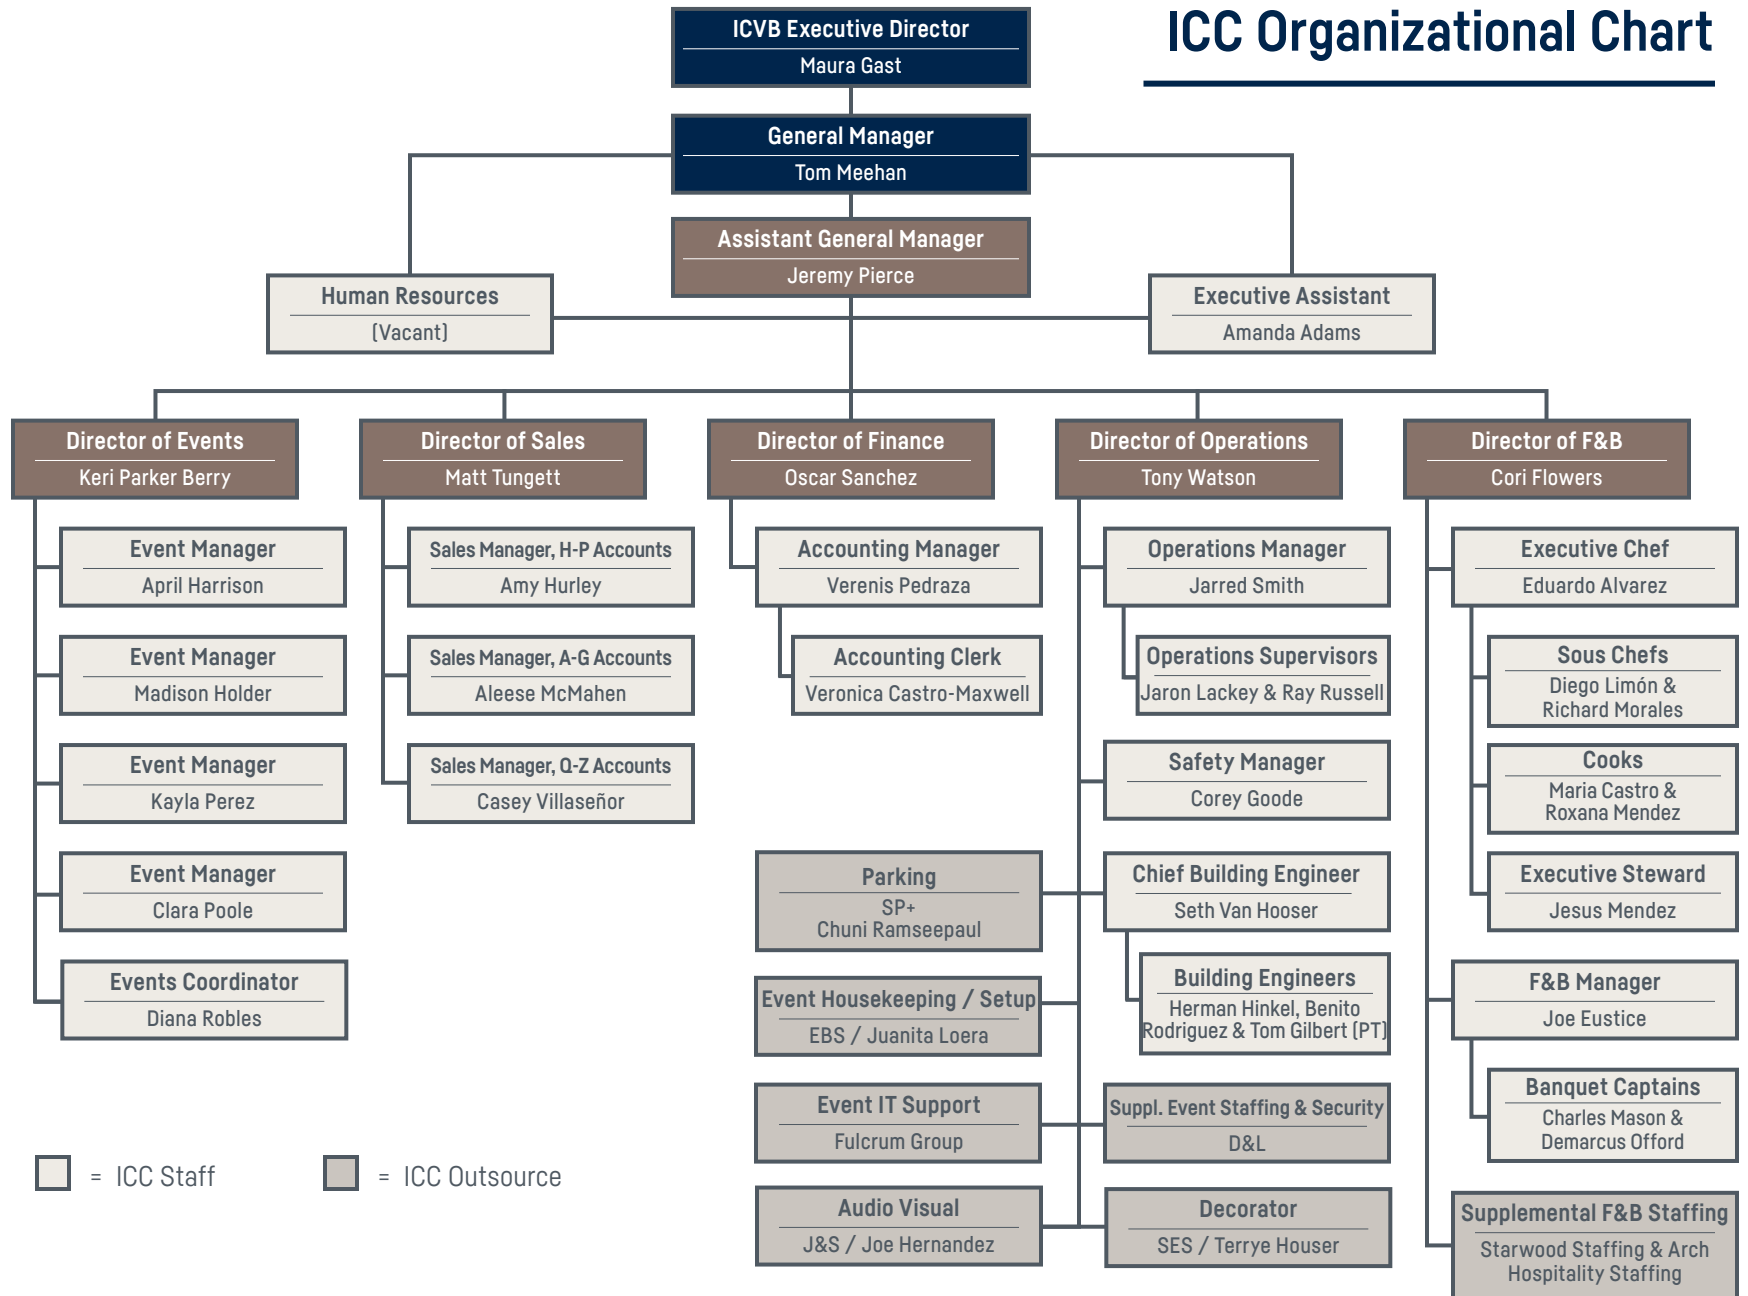 ICC Organizational Chart
ICVB Executive Director
Maura Gast
General Manager
Tom Meehan
Assistant General Manager
Jeremy Pierce
Human Resources
(Vacant)
Executive Assistant
Amanda Adams
Director of Events
Keri Parker Berry
Event Manager
April Harrison
Event Manager
Madison Holder
Event Manager
Kayla Perez
Event Manager
Clara Poole
Events Coordinator
Diana Robles
Director of Sales
Matt Tungett
Sales Manager, H-P Accounts
Amy Hurley
Sales Manager, A-G Accounts
Aleese McMahen
Sales Manager, Q-Z Accounts
Casey Villaseñor
Director of Finance
Oscar Sanchez
Accounting Manager
Verenis Pedraza
Accounting Clerk
Veronica Castro-Maxwell
Director of Operations
Tony Watson
Operations Manager
Jarred Smith
Operations Supervisors
Jaron Lackey & Ray Russell
Safety Manager
Corey Goode
Parking
SP+
Chuni Ramseepaul
Chief Building Engineer
Seth Van Hooser
Building Engineers
Herman Hinkel, Benito
Rodriguez & Tom Gilbert (PT)
Event Housekeeping / Setup
EBS / Juanita Loera
Event IT Support
Fulcrum Group
Suppl. Event Staffing & Security
D&L
Audio Visual
J&S / Joe Hernandez
Decorator
SES / Terrye Houser
Director of F&B
Cori Flowers
Executive Chef
Eduardo Alvarez
Sous Chefs
Diego Limón &
Richard Morales
Cooks
Maria Castro &
Roxana Mendez
Executive Steward
Jesus Mendez
F&B Manager
Joe Eustice
Banquet Captains
Charles Mason &
Demarcus Offord
Supplemental F&B Staffing
Starwood Staffing & Arch
Hospitality Staffing
= ICC Staff
= ICC Outsource